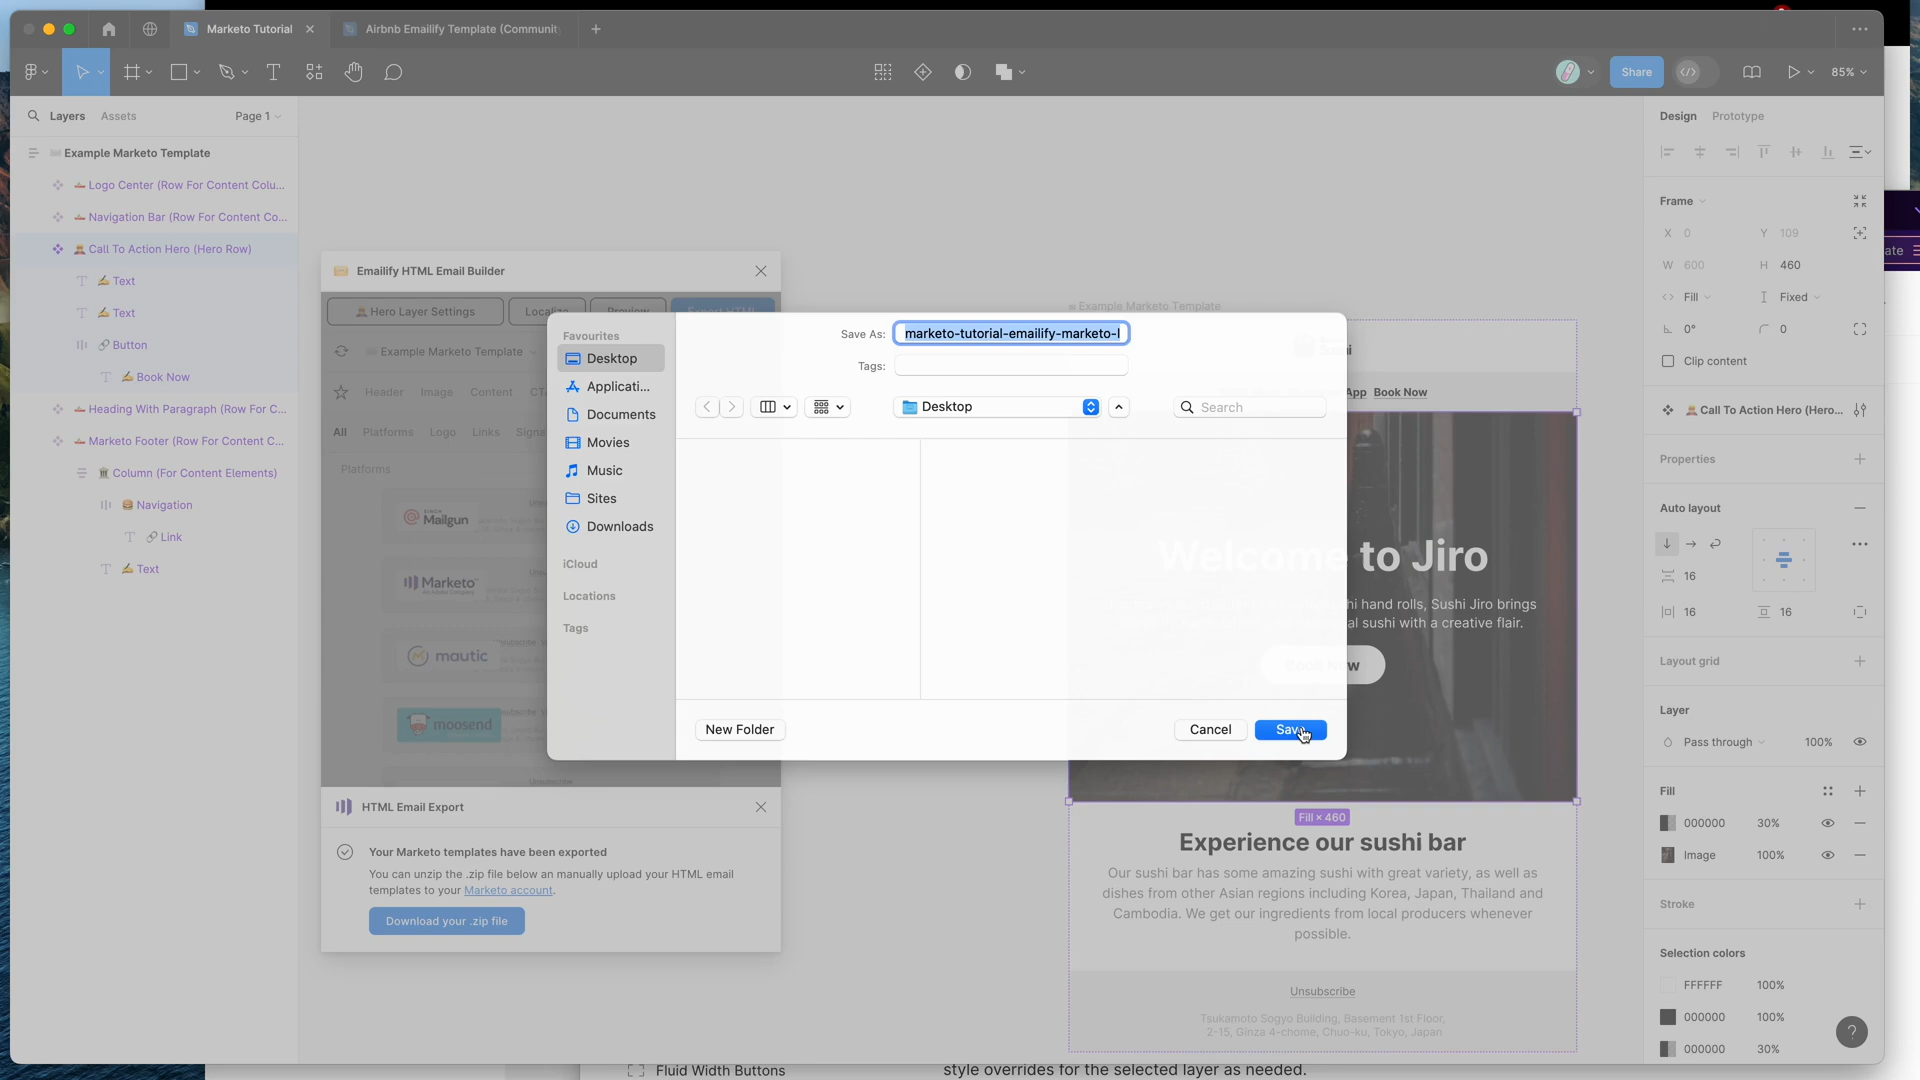 Marketo Tutorial
Airbnb Emailify Template (Communit
Share
85%
Layers
Assets
Page 1
Example Marketo Template
Logo Center (Row For Content Colu...
Navigation Bar (Row For Content Co...
Call To Action Hero (Hero Row)
Text
Text
Button
Book Now
Heading With Paragraph (Row For C...
Marketo Footer (Row For Content C...
Column (For Content Elements)
Navigation
Link
Text
Emailify HTML Email Builder
Hero Layer Settings
Localize
Preview
Export HTML
Example Marketo Template
Header
Image
Content
All
Platforms
Logo
Links
Platforms
Mailgun
Marketo
An Adobe Company
mautic
moosend
Unsubscribe
HTML Email Export
Your Marketo templates have been exported
You can unzip the .zip file below an manually upload your HTML email
templates to your Marketo account.
Download your .zip file
Favourites
Desktop
Applicati...
Documents
Movies
Music
Sites
Downloads
iCloud
Locations
Tags
Save As:
marketo-tutorial-emailify-marketo-l
Tags:
Desktop
Search
New Folder
Cancel
Save
Example Marketo Template
App
Book Now
Welcome to Jiro
hi hand rolls, Sushi Jiro brings
al sushi with a creative flair.
Book Now
Fill × 460
Experience our sushi bar
Our sushi bar has some amazing sushi with great variety, as well as
dishes from other Asian regions including Korea, Japan, Thailand and
Cambodia. We get our ingredients from local producers whenever
possible.
Unsubscribe
Tsukamoto Sogyo Building, Basement 1st Floor,
2-15, Ginza 4-chome, Chuo-ku, Tokyo, Japan
Design
Prototype
Frame
X 0
Y 109
W 600
H 460
Fill
Fixed
0°
0
Clip content
Call To Action Hero (Hero...
Properties
Auto layout
16
16
16
Layout grid
Layer
Pass through
100%
Fill
000000 30%
Image 100%
Stroke
Selection colors
FFFFFF 100%
000000 100%
000000 30%
?
ate
Fluid Width Buttons
style overrides for the selected layer as needed.